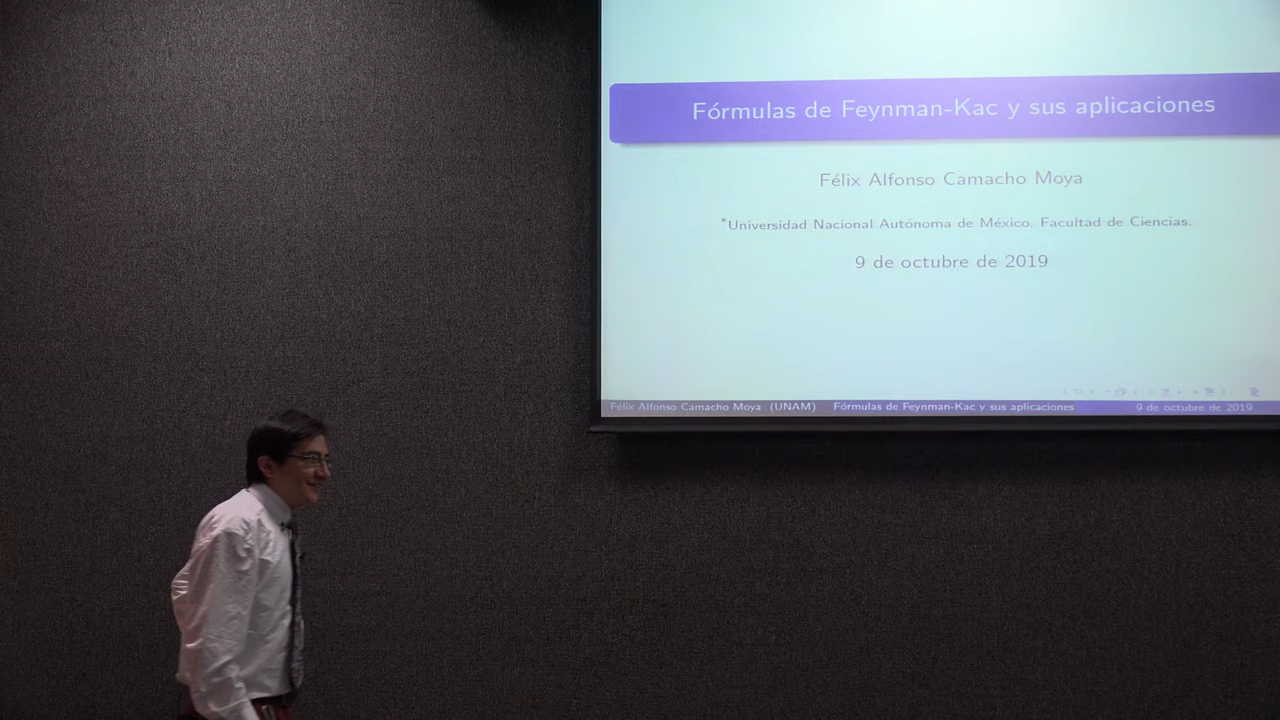 Fórmulas de Feynman-Kac y sus aplicaciones
Félix Alfonso Camacho Moya
*Universidad Nacional Autónoma de México. Facultad de Ciencias.
9 de octubre de 2019
Félix Alfonso Camacho Moya (UNAM) Fórmulas de Feynman-Kac y sus aplicaciones 9 de octubre de 2019